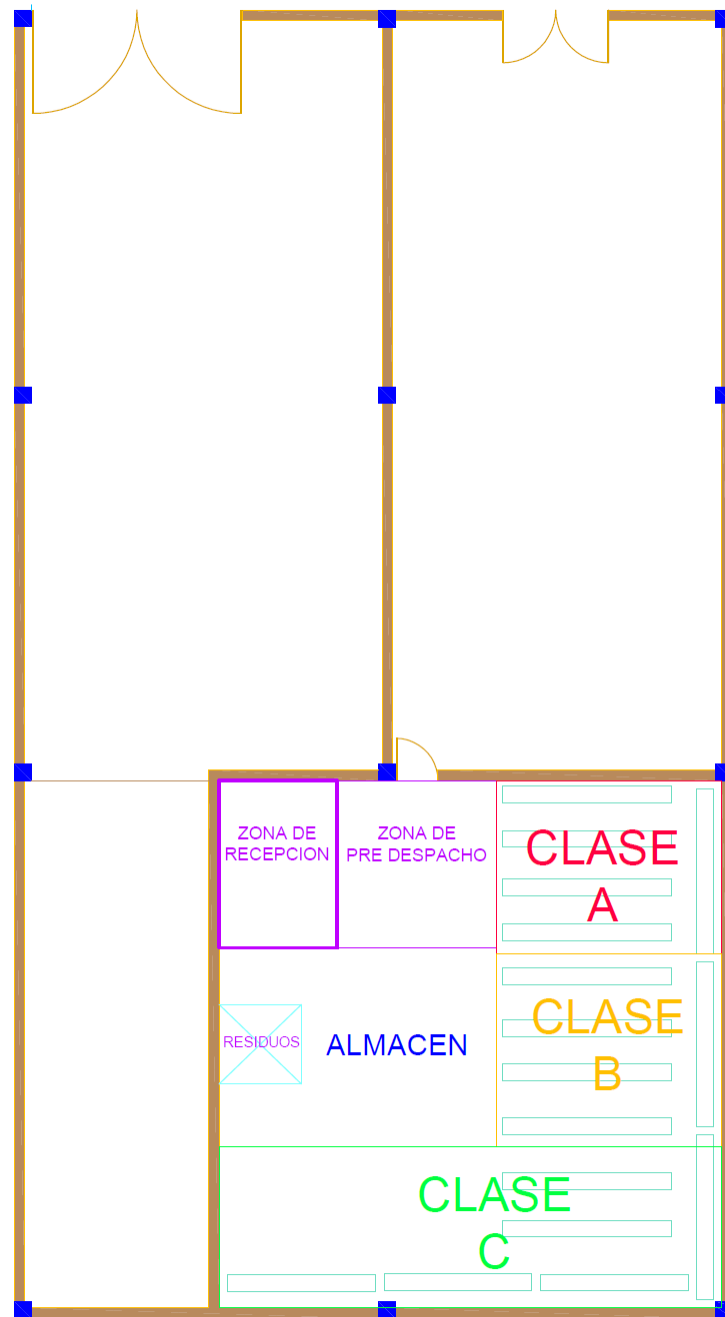 ZONA DE
RECEPCION
ZONA DE
PRE DESPACHO
CLASE
A
RESIDUOS
ALMACEN
CLASE
B
CLASE
C